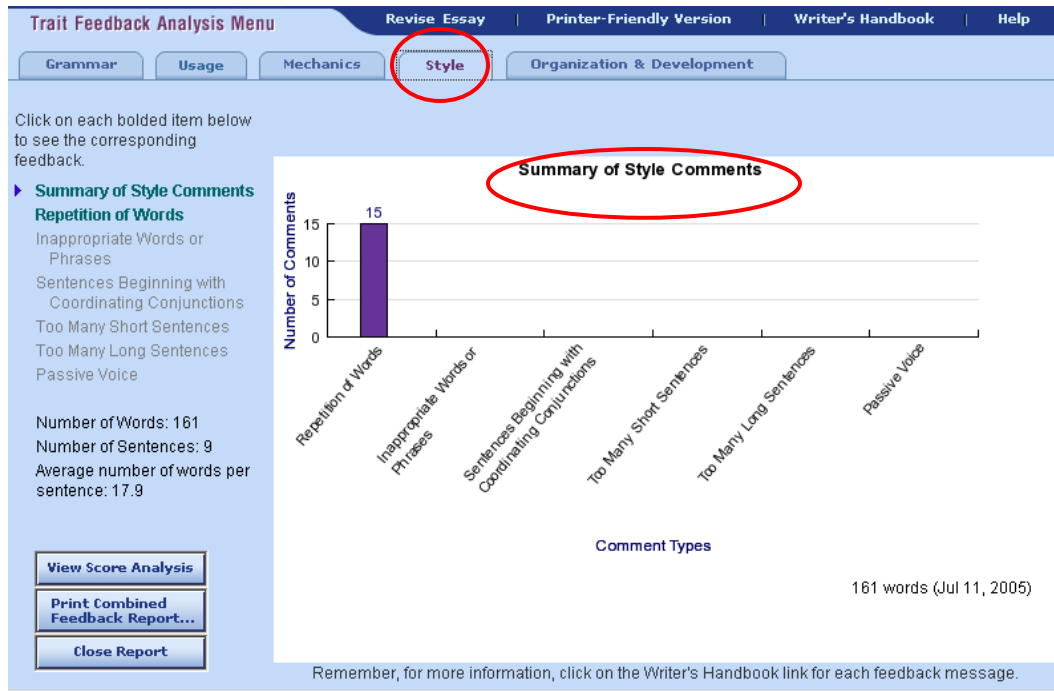 Trait Feedback Analysis Menu
Revise Essay | Printer-Friendly Version | Writer's Handbook | Help
Grammar Usage Mechanics Style Organization & Development
Click on each bolded item below
to see the corresponding
feedback.
Summary of Style Comments
Repetition of Words
Inappropriate Words or
Phrases
Sentences Beginning with
Coordinating Conjunctions
Too Many Short Sentences
Too Many Long Sentences
Passive Voice
Number of Words: 161
Number of Sentences: 9
Average number of words per
sentence: 17.9
View Score Analysis
Print Combined
Feedback Report...
Close Report
Summary of Style Comments
Number of Comments
15
15
10
5
0
Repetition of Words
Inappropriate Words or
Phrases
Sentences Beginning with
Coordinating Conjunctions
Too Many Short Sentences
Too Many Long Sentences
Passive Voice
Comment Types
161 words (Jul 11, 2005)
Remember, for more information, click on the Writer's Handbook link for each feedback message.